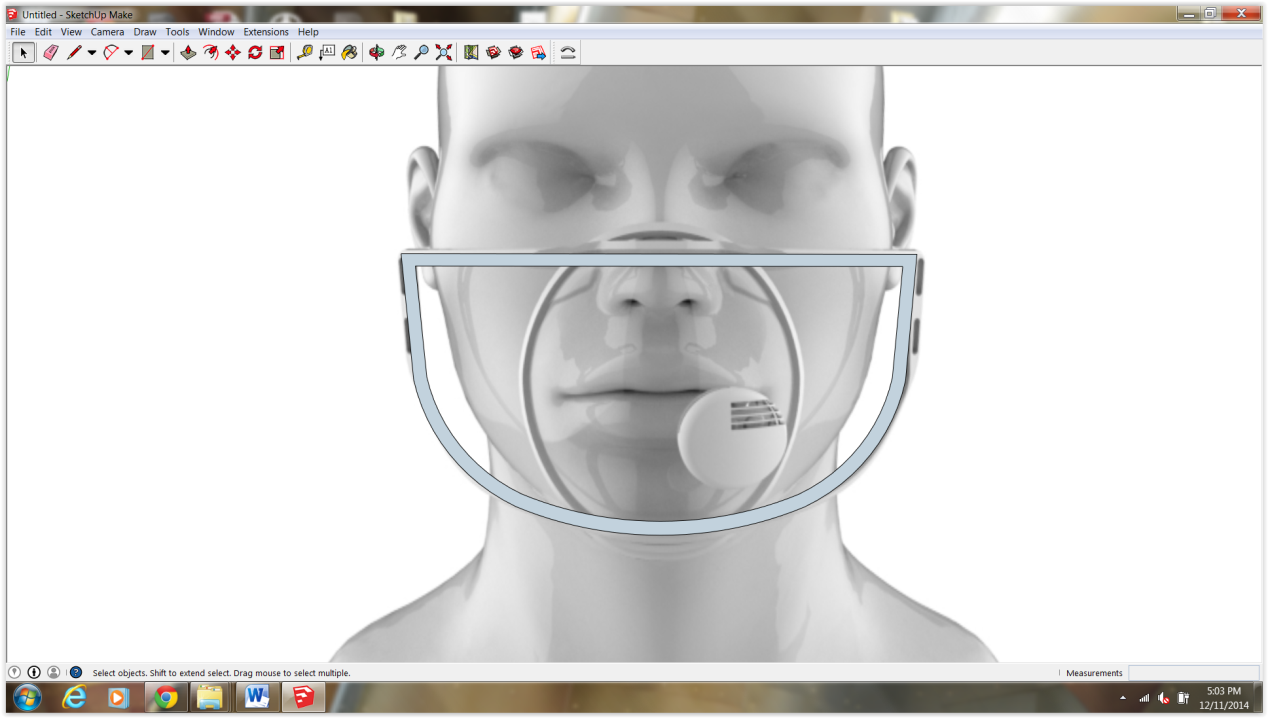 Untitled - SketchUp Make
File Edit View Camera Draw Tools Window Extensions Help
A1
Select objects. Shift to extend select. Drag mouse to select multiple.
Measurements
5:03 PM
12/11/2014